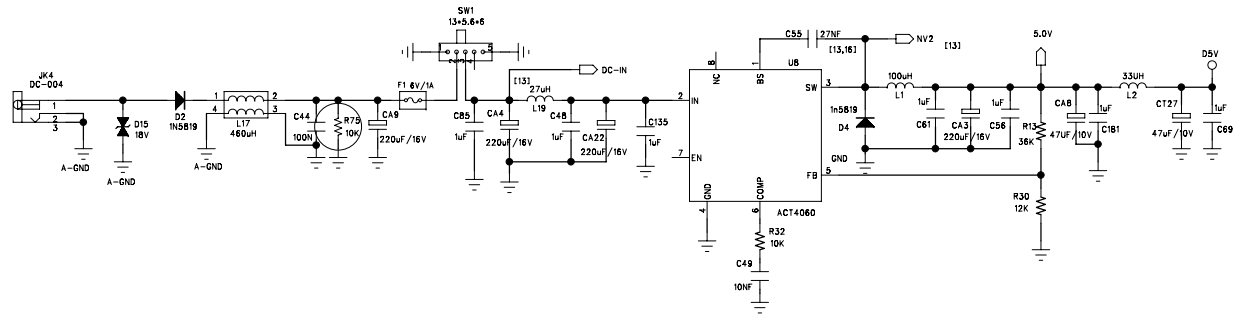 SW1
13*5.6*6
1 2 3 4 5
JK4
DC-004
1
2
3
A-GND
D15
18V
A-GND
D2
1N5819
1 2
4 3
L17
460uH
A-GND
C44
100N
R75
10K
CA9
220uF/16V
F1 6V/1A
C85
1uF
[13]
CA4
220uF/16V
DC-IN
27uH
L19
C48
1uF
CA22
220uF/16V
C135
1uF
2 IN
7 EN
8
NC
1
BS
U8
3
SW
5
FB
GND
4
COMP
6
ACT4060
R32
10K
C49
10NF
C55
27NF
[13,16]
NV2
[13]
1n5819
D4
GND
100uH
L1
1uF
C61
CA3
220uF/16V
1uF
C56
5.0V
R13
36K
R30
12K
CA8
47uF/10V
1uF
C181
33UH
L2
CT27
47uF/10V
D5V
1uF
C69